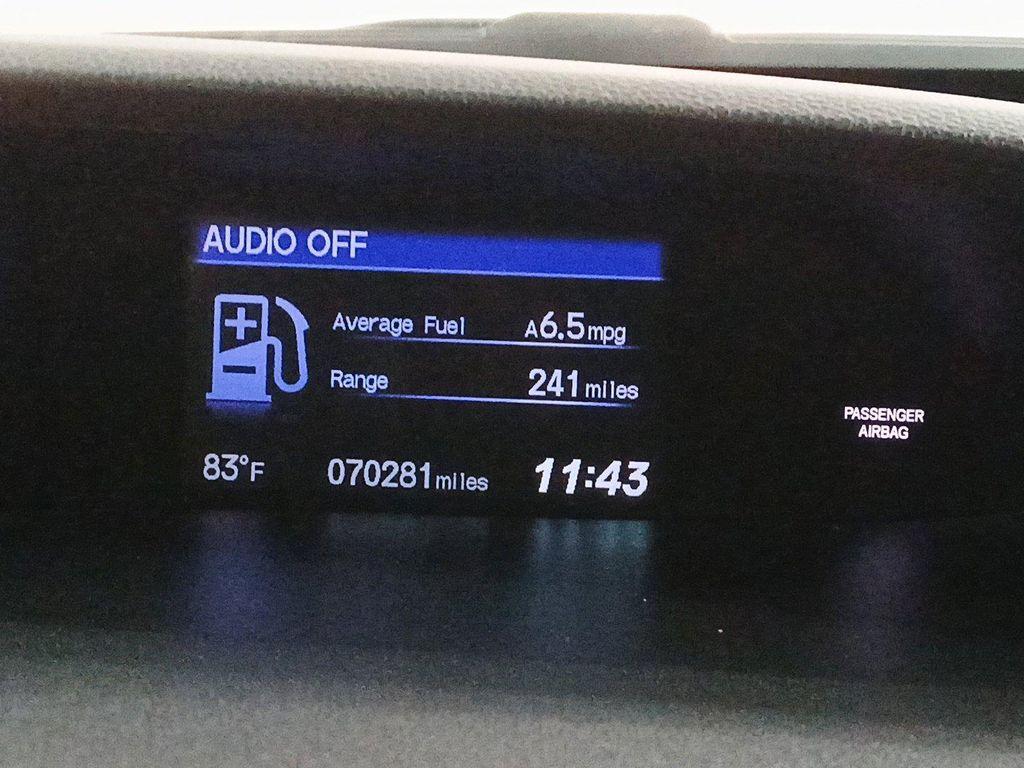 AUDIO OFF
Average Fuel A6.5mpg
Range 241miles
83°F 070281miles 11:43
PASSENGER
AIRBAG